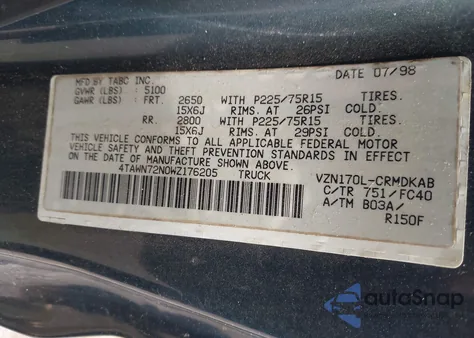 MFD BY TABC INC. DATE 07/98
GVWR (LBS) 5100
GAWR (LBS) FRT. 2650 WITH P225/75R15 TIRES.
15X6J RIMS AT 26PSI COLD
RR. 2800 WITH P225/75R15 TIRES.
15X6J RIMS AT 29PSI COLD
THIS VEHICLE CONFORMS TO ALL APPLICABLE FEDERAL MOTOR
VEHICLE SAFETY AND THEFT PREVENTION STANDARDS IN EFFECT
ON THE DATE OF MANUFACTURE SHOWN ABOVE.
4TAWN72N0WZ176205 TRUCK
VZN170L-CRMDKAB
C/TR 751/FC40
A/TM B03A/
R150F
autoSnap